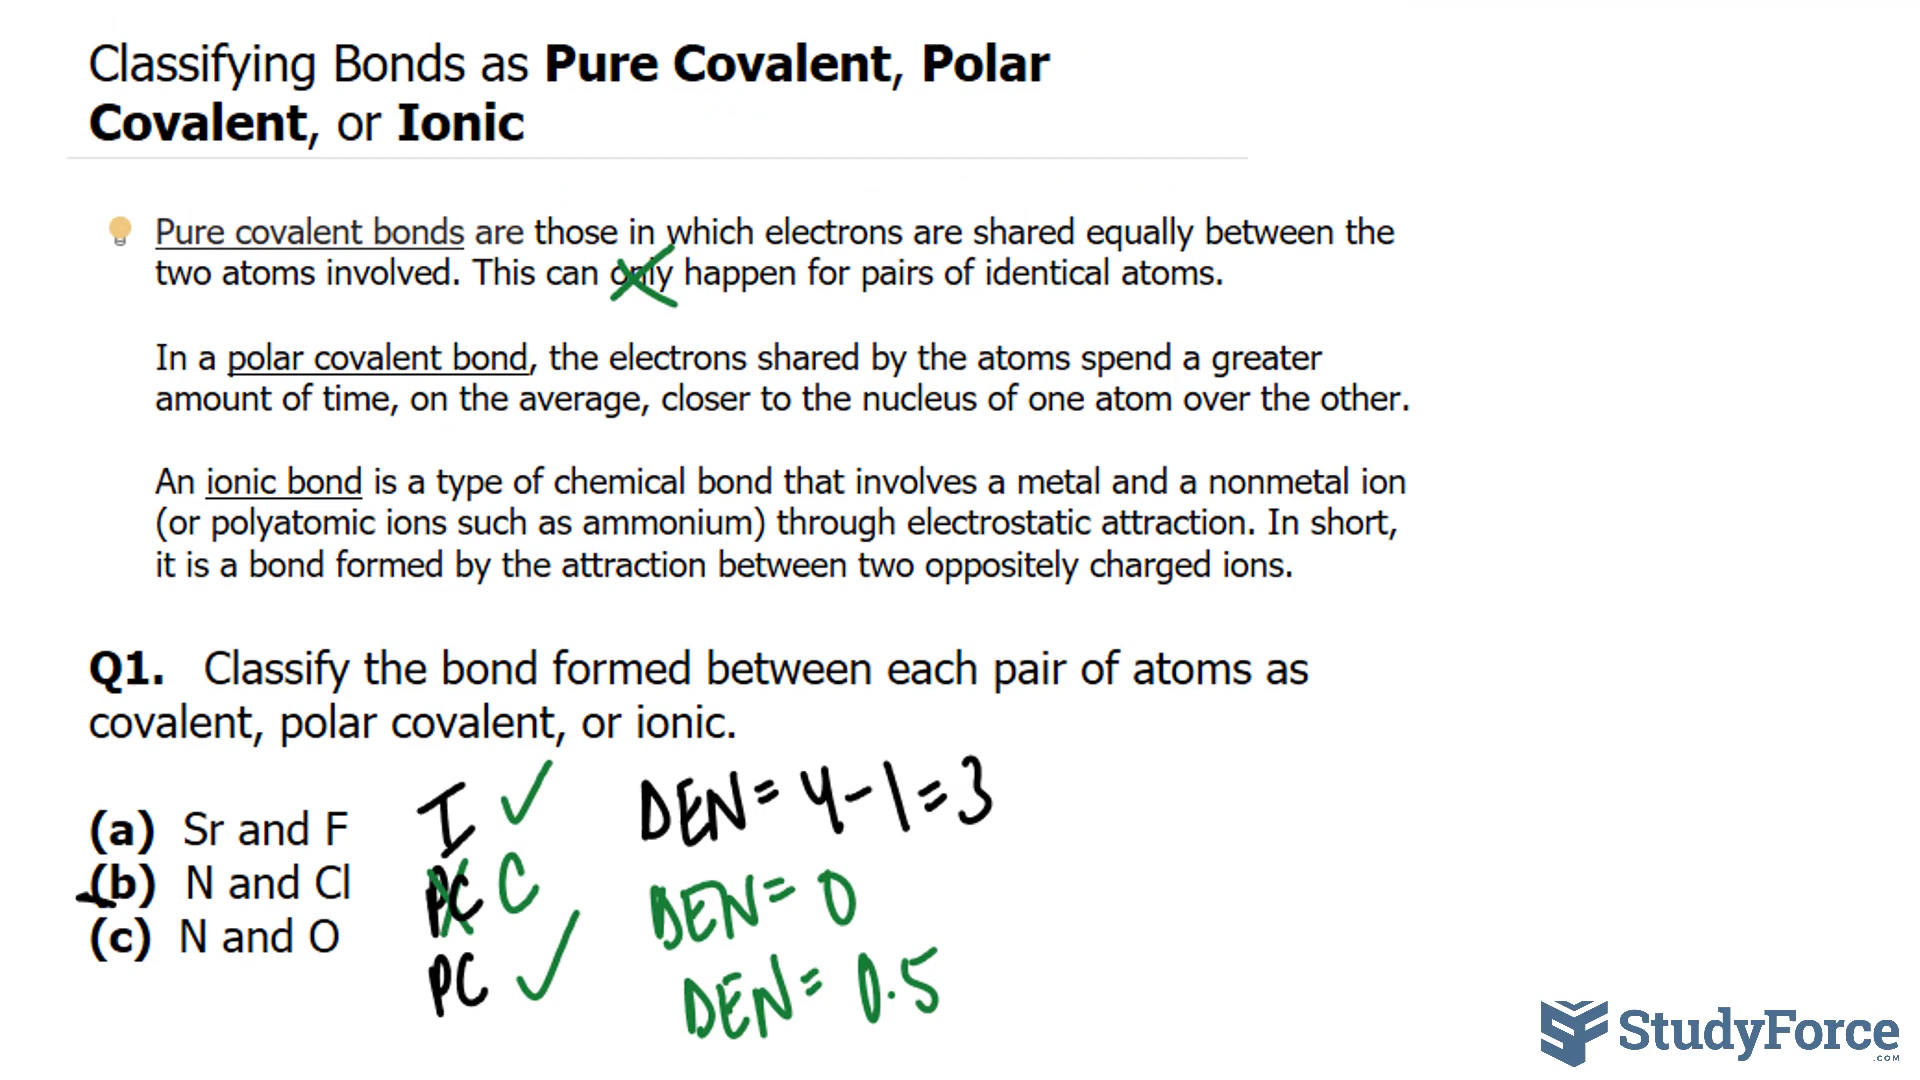 Classifying Bonds as Pure Covalent, Polar
Covalent, or Ionic
Pure covalent bonds are those in which electrons are shared equally between the
two atoms involved. This can only happen for pairs of identical atoms.
In a polar covalent bond, the electrons shared by the atoms spend a greater
amount of time, on the average, closer to the nucleus of one atom over the other.
An ionic bond is a type of chemical bond that involves a metal and a nonmetal ion
(or polyatomic ions such as ammonium) through electrostatic attraction. In short,
it is a bond formed by the attraction between two oppositely charged ions.
Q1. Classify the bond formed between each pair of atoms as
covalent, polar covalent, or ionic.
(a) Sr and F I ✓ DEN = 4 - 1 = 3
(b) N and Cl PC C DEN = 0
(c) N and O PC ✓ DEN = 0.5
StudyForce
.COM